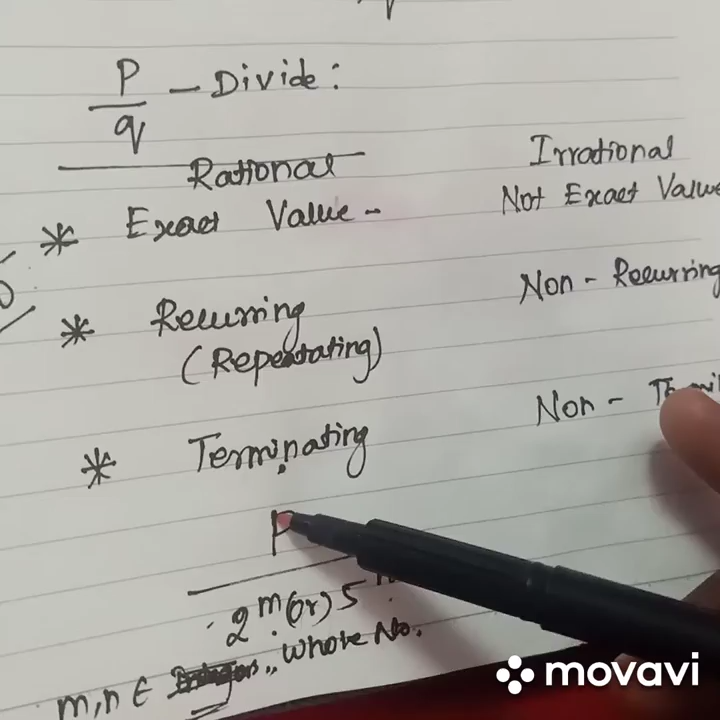 P
— Divide :
q
Rational
Irrational
* Exact Value -
Not Exact Value
* Recurring
Non - Recurring
(Repeatating)
* Terminating
Non -
P
2^m (or) 5
m, n ∈ Whole No.
movavi